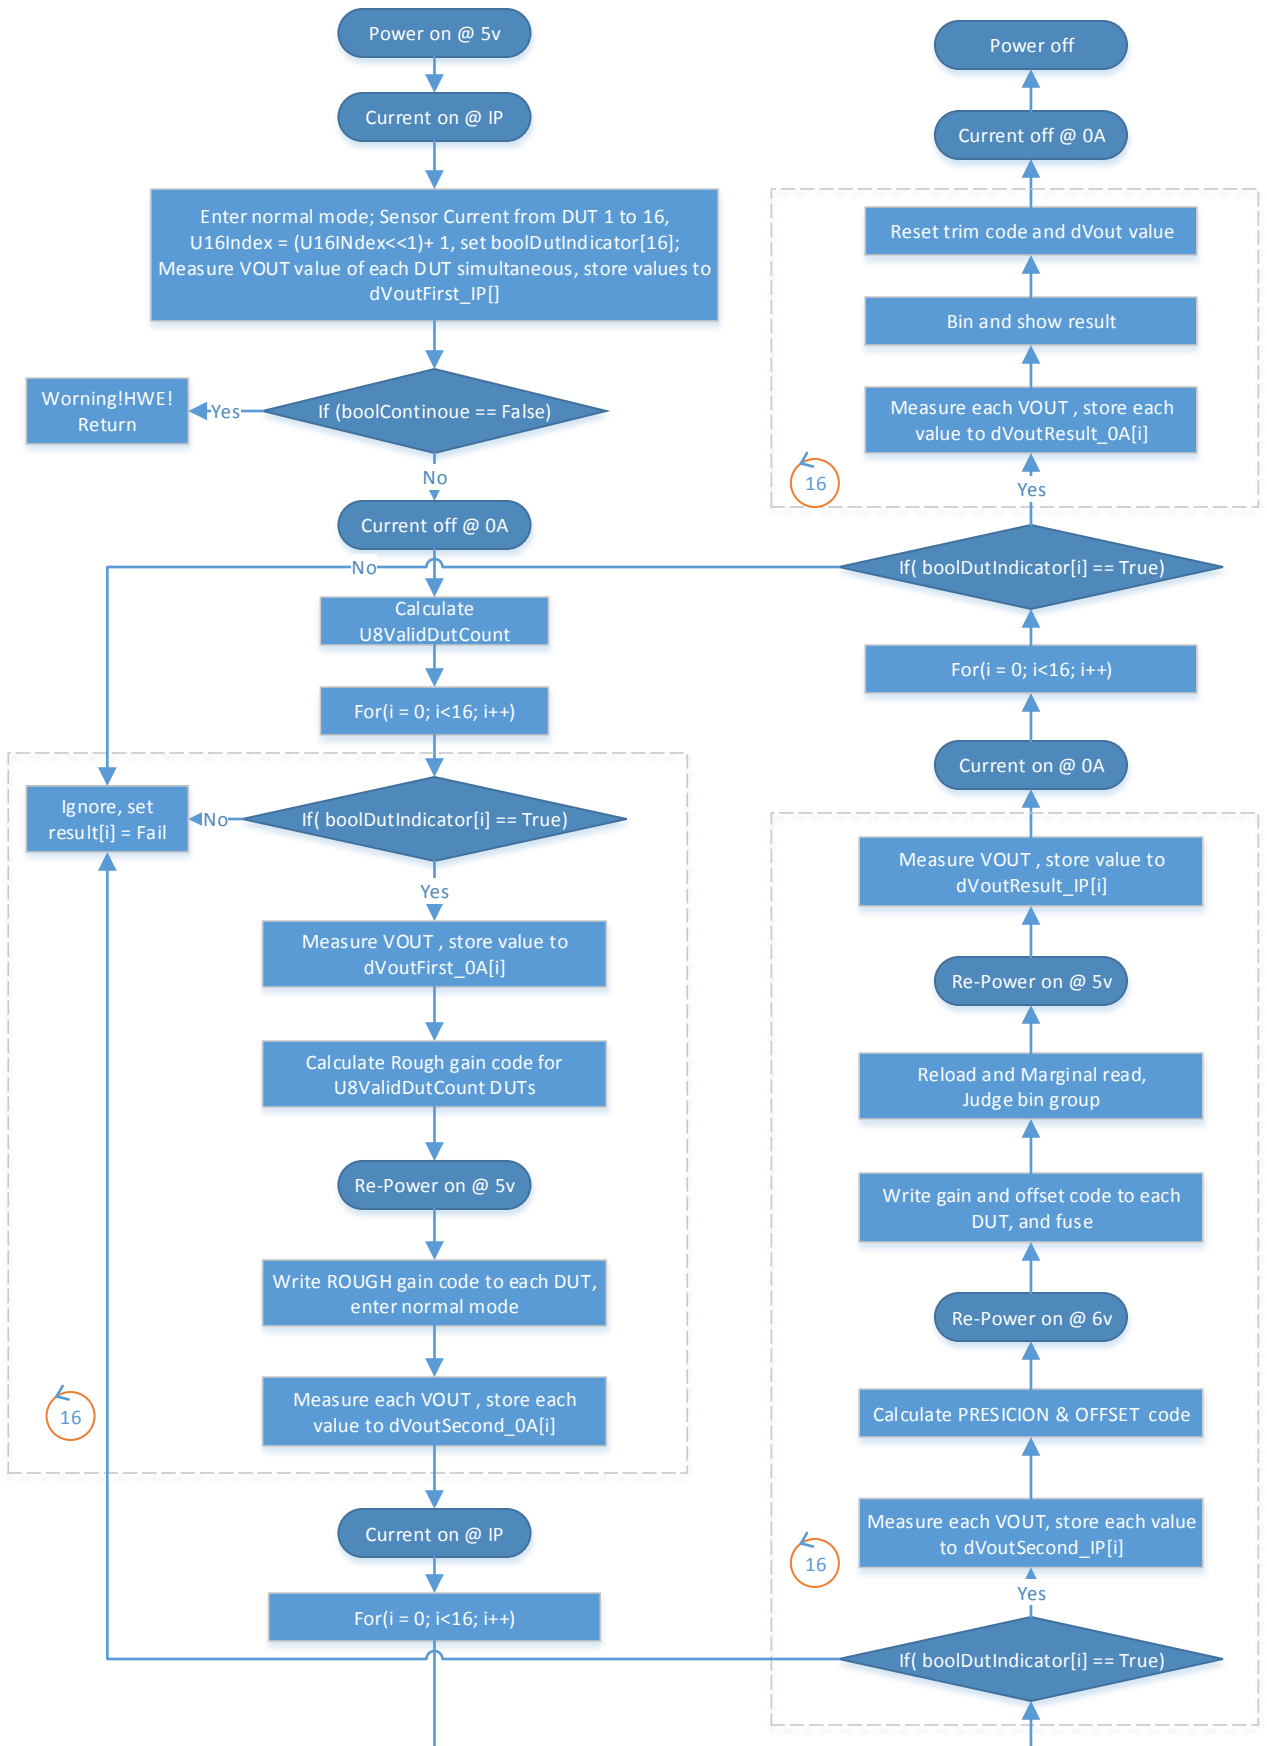 Power on @ 5v
Current on @ IP
Enter normal mode; Sensor Current from DUT 1 to 16,
U16Index = (U16INdex<<1)+ 1, set boolDutIndicator[16];
Measure VOUT value of each DUT simultaneous, store values to
dVoutFirst_IP[]
If (boolContinoue == False)
Yes
Worning!HWE!
Return
No
Current off @ 0A
Calculate
U8ValidDutCount
For(i = 0; i<16; i++)
If( boolDutIndicator[i] == True)
No
Ignore, set
result[i] = Fail
Yes
Measure VOUT , store value to
dVoutFirst_0A[i]
Calculate Rough gain code for
U8ValidDutCount DUTs
Re-Power on @ 5v
Write ROUGH gain code to each DUT,
enter normal mode
Measure each VOUT , store each
value to dVoutSecond_0A[i]
16
Current on @ IP
For(i = 0; i<16; i++)
If( boolDutIndicator[i] == True)
Yes
Measure each VOUT, store each value
to dVoutSecond_IP[i]
16
Calculate PRESICION & OFFSET code
Re-Power on @ 6v
Write gain and offset code to each
DUT, and fuse
Reload and Marginal read,
Judge bin group
Re-Power on @ 5v
Measure VOUT , store value to
dVoutResult_IP[i]
Current on @ 0A
For(i = 0; i<16; i++)
If( boolDutIndicator[i] == True)
No
Yes
16
Measure each VOUT , store each
value to dVoutResult_0A[i]
Bin and show result
Reset trim code and dVout value
Current off @ 0A
Power off